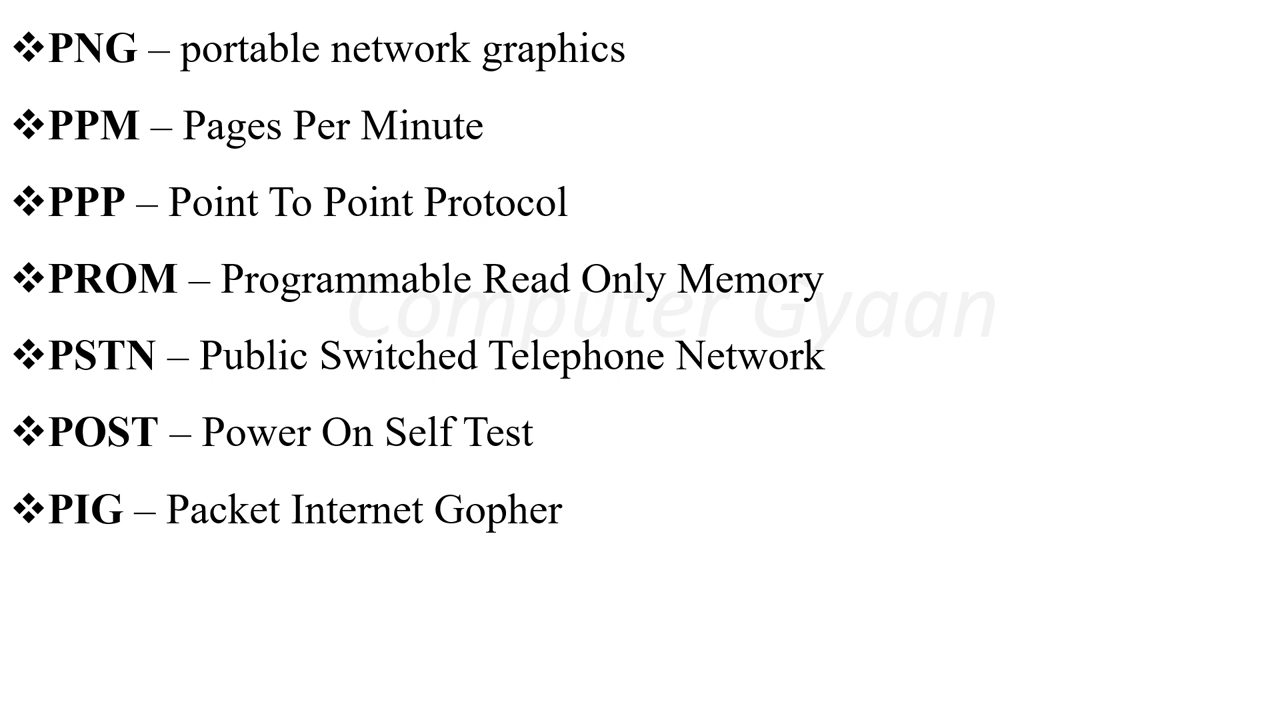 ❖PNG – portable network graphics
❖PPM – Pages Per Minute
❖PPP – Point To Point Protocol
❖PROM – Programmable Read Only Memory
Computer Gyaan
❖PSTN – Public Switched Telephone Network
❖POST – Power On Self Test
❖PIG – Packet Internet Gopher